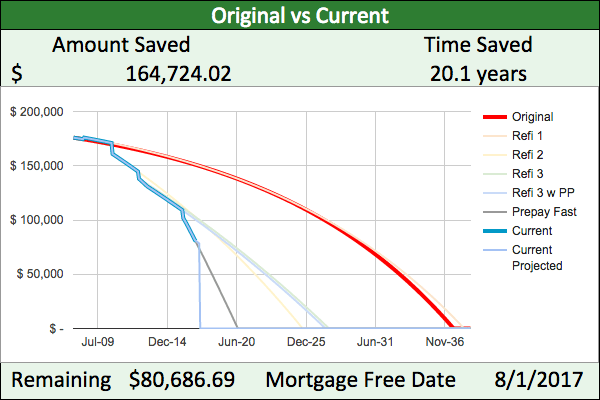 Original vs Current
Amount Saved Time Saved
$ 164,724.02 20.1 years
$ 200,000
$ 150,000
$ 100,000
$ 50,000
$ -
Jul-09 Dec-14 Jun-20 Dec-25 Jun-31 Nov-36
Original
Refi 1
Refi 2
Refi 3
Refi 3 w PP
Prepay Fast
Current
Current
Projected
Remaining $80,686.69 Mortgage Free Date 8/1/2017